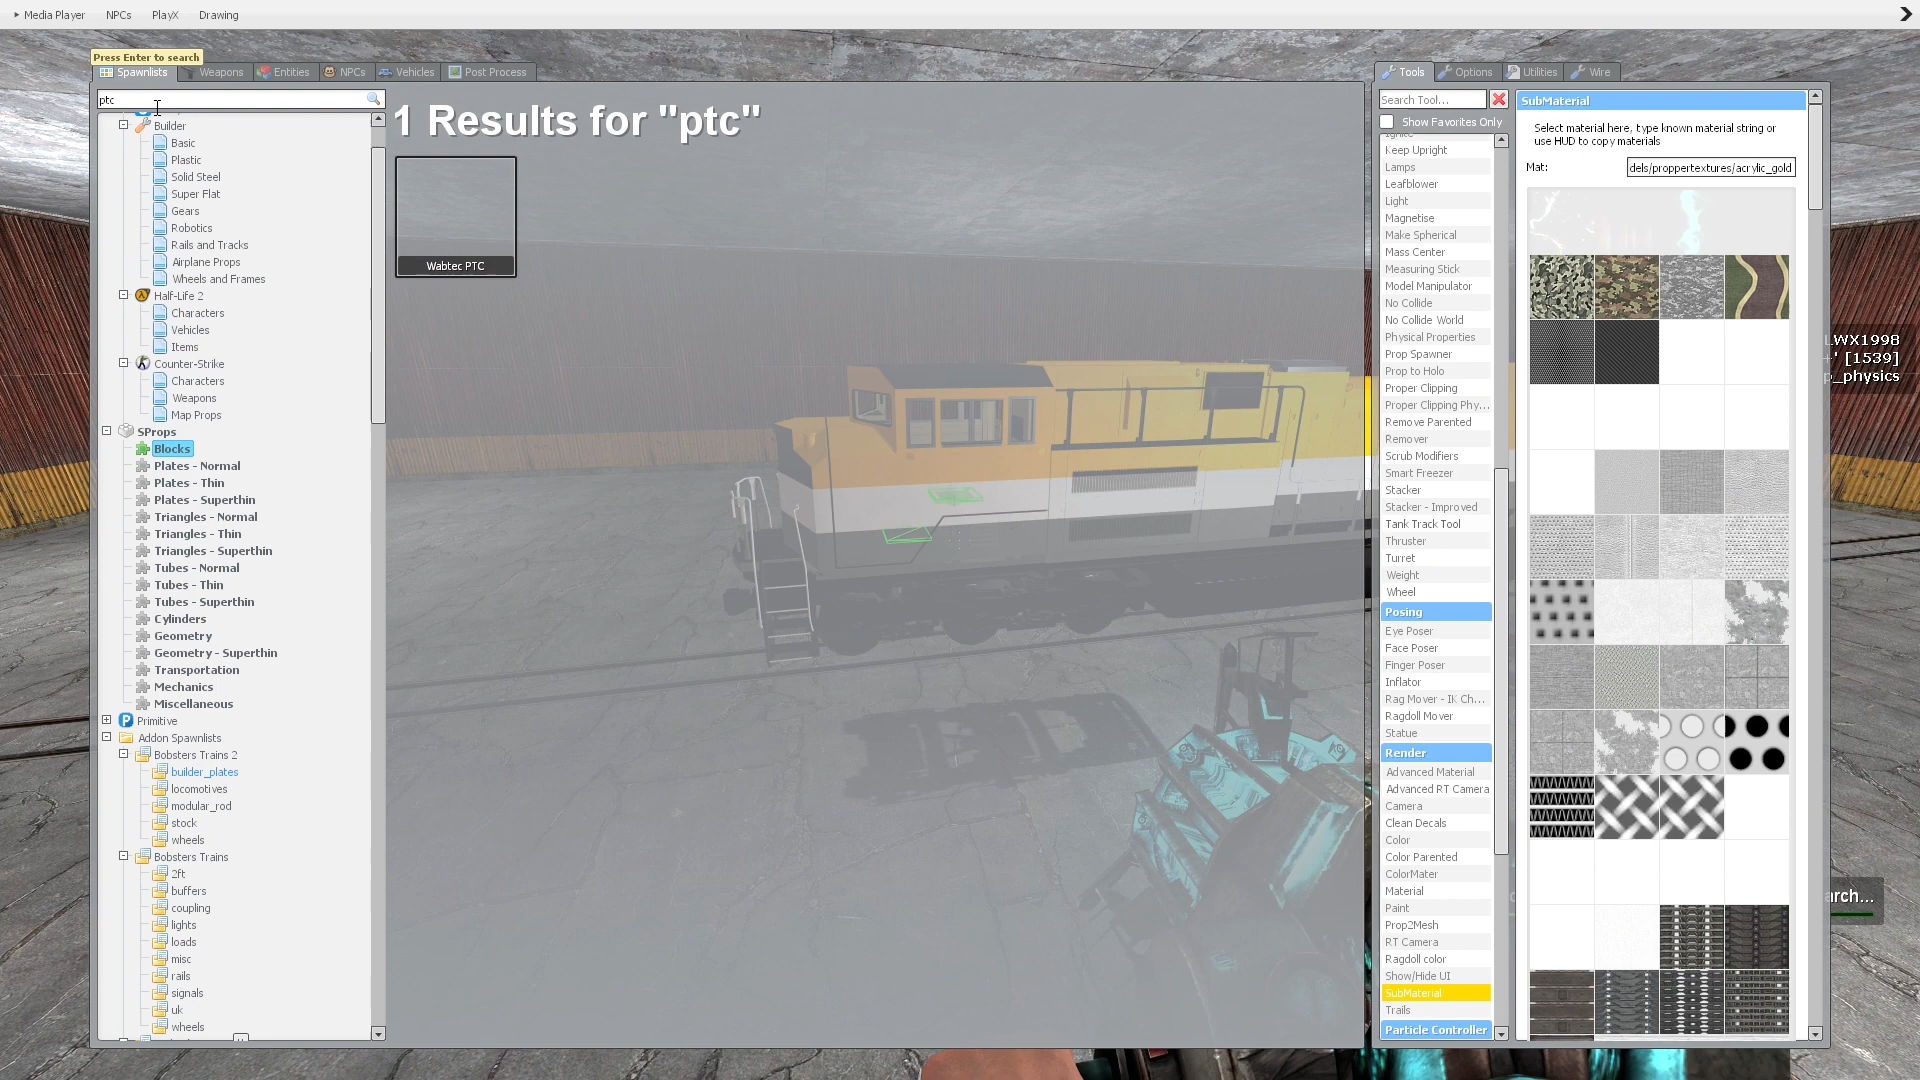 Media Player NPCs PlayX Drawing
Press Enter to search
Spawnlists Weapons Entities NPCs Vehicles Post Process
ptc
Builder
Basic
Plastic
Solid Steel
Super Flat
Gears
Robotics
Rails and Tracks
Airplane Props
Wheels and Frames
Half-Life 2
Characters
Vehicles
Items
Counter-Strike
Characters
Weapons
Map Props
SProps
Blocks
Plates - Normal
Plates - Thin
Plates - Superthin
Triangles - Normal
Triangles - Thin
Triangles - Superthin
Tubes - Normal
Tubes - Thin
Tubes - Superthin
Cylinders
Geometry
Geometry - Superthin
Transportation
Mechanics
Miscellaneous
Primitive
Addon Spawnlists
Bobsters Trains 2
builder_plates
locomotives
modular_rod
stock
wheels
Bobsters Trains
2ft
buffers
coupling
lights
loads
misc
rails
signals
uk
wheels
1 Results for "ptc"
Wabtec PTC
Tools Options Utilities Wire
Search Tool...
Show Favorites Only
Ignite
Keep Upright
Lamps
Leafblower
Light
Magnetise
Make Spherical
Mass Center
Measuring Stick
Model Manipulator
No Collide
No Collide World
Physical Properties
Prop Spawner
Prop to Holo
Proper Clipping
Proper Clipping Phy...
Remove Parented
Remover
Scrub Modifiers
Smart Freezer
Stacker
Stacker - Improved
Tank Track Tool
Thruster
Turret
Weight
Wheel
Posing
Eye Poser
Face Poser
Finger Poser
Inflator
Rag Mover - IK Ch...
Ragdoll Mover
Statue
Render
Advanced Material
Advanced RT Camera
Camera
Clean Decals
Color
Color Parented
ColorMater
Material
Paint
Prop2Mesh
RT Camera
Ragdoll color
Show/Hide UI
SubMaterial
Trails
Particle Controller
SubMaterial
Select material here, type known material string or
use HUD to copy materials
Mat: dels/proppertextures/acrylic_gold
LWX1998
' [1539]
p_physics
arch...